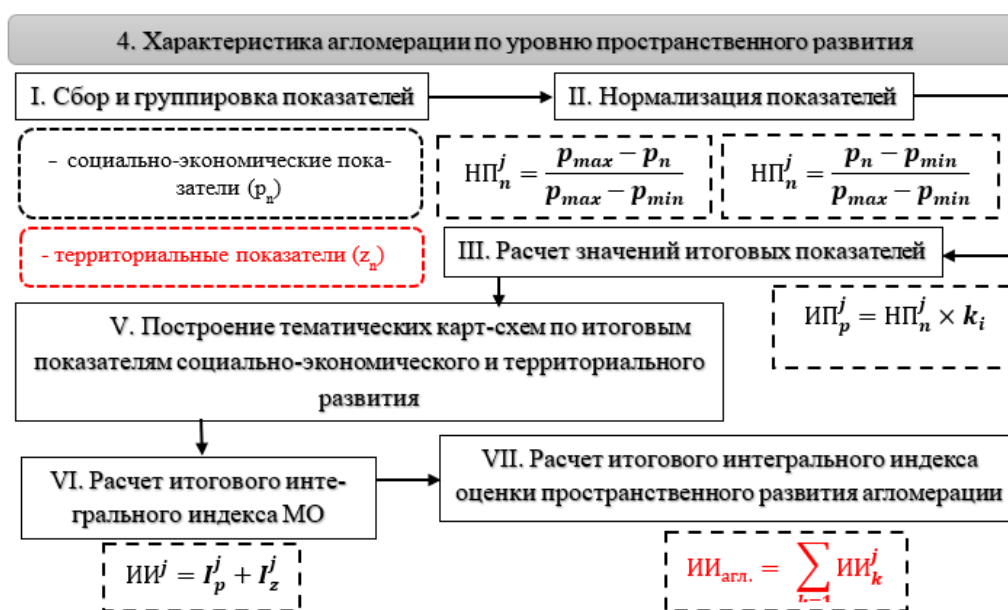 4. Характеристика агломерации по уровню пространственного развития
I. Сбор и группировка показателей
II. Нормализация показателей
– социально-экономические пока-
затели (pₙ)
НПₙʲ = (pₘₐₓ − pₙ) / (pₘₐₓ − pₘᵢₙ)
НПₙʲ = (pₙ − pₘᵢₙ) / (pₘₐₓ − pₘᵢₙ)
- территориальные показатели (zₙ)
III. Расчет значений итоговых показателей
ИПₚʲ = НПₙʲ × kᵢ
V. Построение тематических карт-схем по итоговым
показателям социально-экономического и территориального
развития
VI. Расчет итогового инте-
грального индекса МО
VII. Расчет итогового интегрального индекса
оценки пространственного развития агломерации
ИИʲ = Iₚʲ + I_zʲ
ИИагл. = ∑ ИИₖʲ
k=1